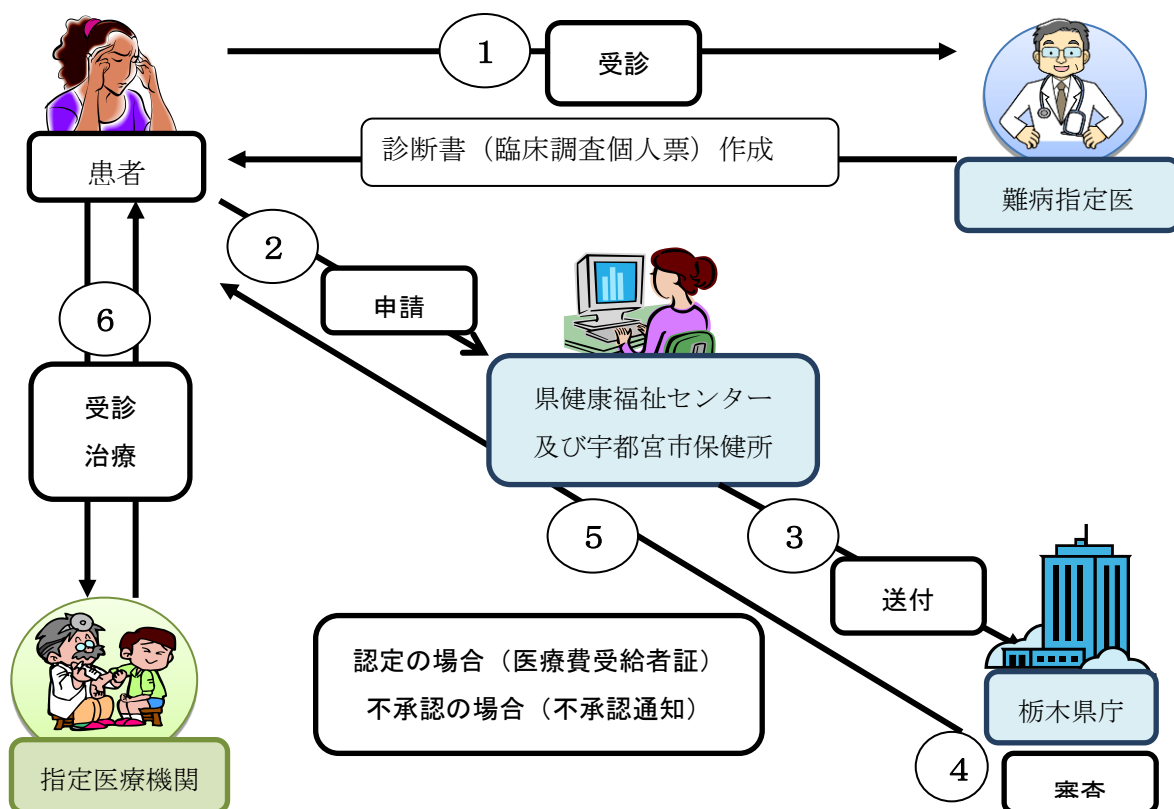 1
受診
診断書（臨床調査個人票）作成
患者
難病指定医
2
申請
6
受診
治療
県健康福祉センター
及び宇都宮市保健所
5
3
送付
認定の場合（医療費受給者証）
不承認の場合（不承認通知）
栃木県庁
4
審査
指定医療機関